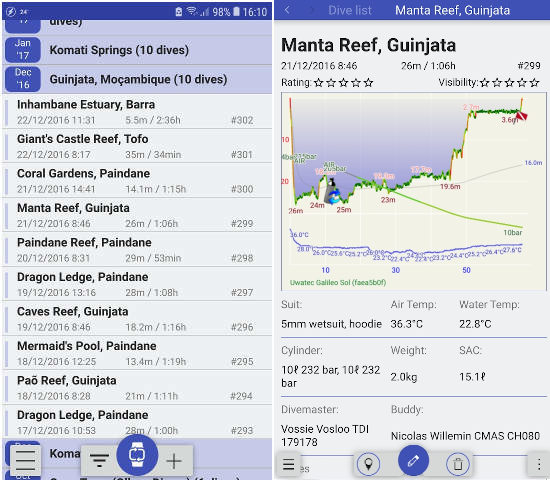 24°
98% 16:10
dives)
Jan '17
Komati Springs (10 dives)
Dec '16
Guinjata, Moçambique (10 dives)
Inhambane Estuary, Barra
22/12/2016 11:31 5.5m / 2:36h #302
Giant's Castle Reef, Tofo
22/12/2016 8:17 35m / 34min #301
Coral Gardens, Paindane
21/12/2016 14:41 14.1m / 1:15h #300
Manta Reef, Guinjata
21/12/2016 8:46 26m / 1:06h #299
Paindane Reef, Paindane
20/12/2016 8:31 29m / 53min #298
Dragon Ledge, Paindane
19/12/2016 13:16 28m / 1:08h #297
Caves Reef, Guinjata
19/12/2016 8:46 18.2m / 1:16h #296
Mermaid's Pool, Paindane
18/12/2016 12:25 13.4m / 1:19h #295
Paõ Reef, Guinjata
18/12/2016 8:28 21m / 1:11h #294
Dragon Ledge, Paindane
17/12/2016 10:53 28m / 1:00h #293
Koma
Dive list Manta Reef, Guinjata
Manta Reef, Guinjata
21/12/2016 8:46 26m / 1:06h #299
Rating: Visibility:
2.7m
3.6m
10
AIR
205bar
16.0m
20
19.6m
26m 24m 25m 23m
10bar
36.0°C
28.0°C 26.0°C 27.6°C
10 30 50
Uwatec Galileo Sol (faea5b0f)
Suit: Air Temp: Water Temp:
5mm wetsuit, hoodie 36.3°C 22.8°C
Cylinder: Weight: SAC:
10ℓ 232 bar, 10ℓ 232 bar 2.0kg 15.1ℓ
Divemaster: Buddy:
Vossie Vosloo TDI 179178 Nicolas Willemin CMAS CH080